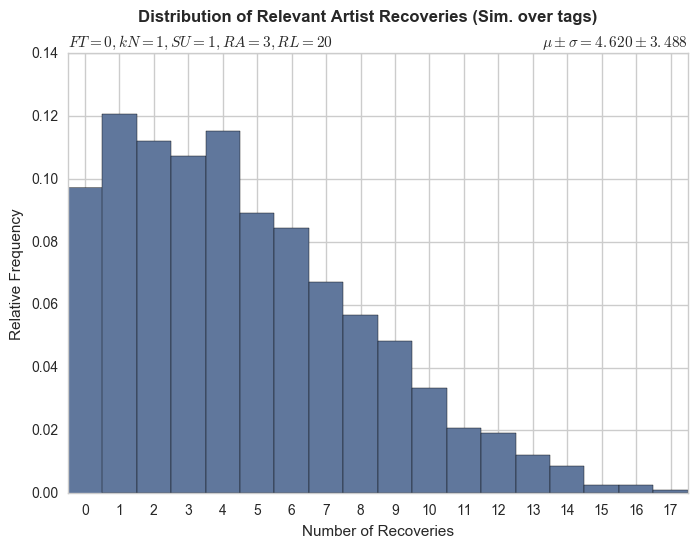 Distribution of Relevant Artist Recoveries (Sim. over tags)
FT = 0, kN = 1, SU = 1, RA = 3, RL = 20
μ ± σ = 4.620 ± 3.488
0.14
0.12
0.10
0.08
0.06
0.04
0.02
0.00
Relative Frequency
0 1 2 3 4 5 6 7 8 9 10 11 12 13 14 15 16 17
Number of Recoveries